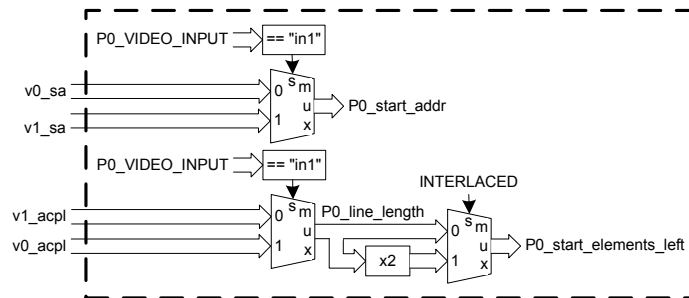 P0_VIDEO_INPUT
== "in1"
v0_sa
v1_sa
0
1
s
m
u
x
P0_start_addr
P0_VIDEO_INPUT
== "in1"
INTERLACED
v1_acpl
v0_acpl
0
1
s
m
u
x
P0_line_length
x2
0
1
s
m
u
x
P0_start_elements_left